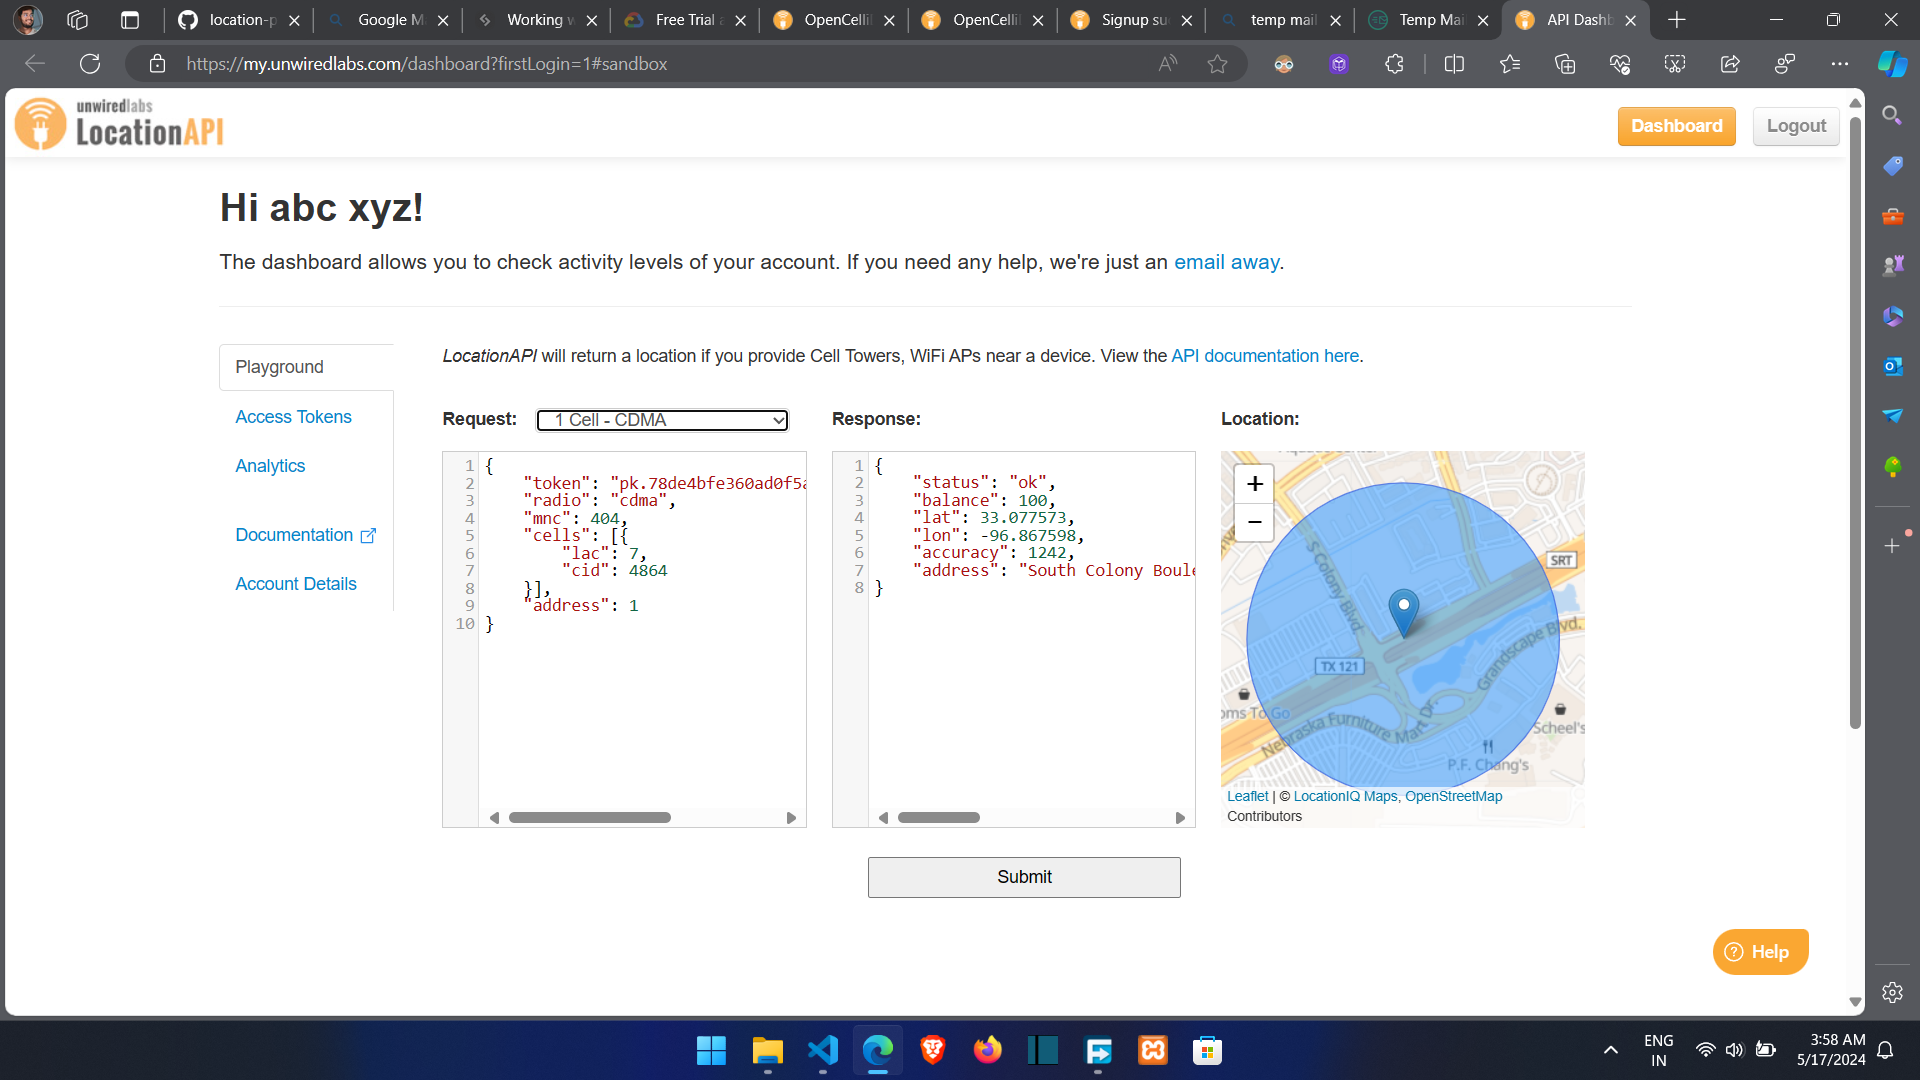 location-p
Google M
Working w
Free Trial a
OpenCelliI
OpenCelliI
Signup su
temp mail
Temp Mai
API Dashb
https://my.unwiredlabs.com/dashboard?firstLogin=1#sandbox
unwiredlabs
LocationAPI
Dashboard
Logout
Hi abc xyz!
The dashboard allows you to check activity levels of your account. If you need any help, we're just an email away.
Playground
Access Tokens
Analytics
Documentation
Account Details
LocationAPI will return a location if you provide Cell Towers, WiFi APs near a device. View the API documentation here.
Request: 1 Cell - CDMA
1 {
2 "token": "pk.78de4bfe360ad0f5a
3 "radio": "cdma",
4 "mnc": 404,
5 "cells": [{
6 "lac": 7,
7 "cid": 4864
8 }],
9 "address": 1
10 }
Response:
1 {
2 "status": "ok",
3 "balance": 100,
4 "lat": 33.077573,
5 "lon": -96.867598,
6 "accuracy": 1242,
7 "address": "South Colony Boule
8 }
Location:
+
−
S Colony Blvd.
SRT
TX 121
Grandscape Blvd.
oms To Go
Nebraska Furniture Mart Dr.
Scheel's
P.F. Chang's
Leaflet | © LocationIQ Maps, OpenStreetMap
Contributors
Submit
? Help
ENG
IN
3:58 AM
5/17/2024